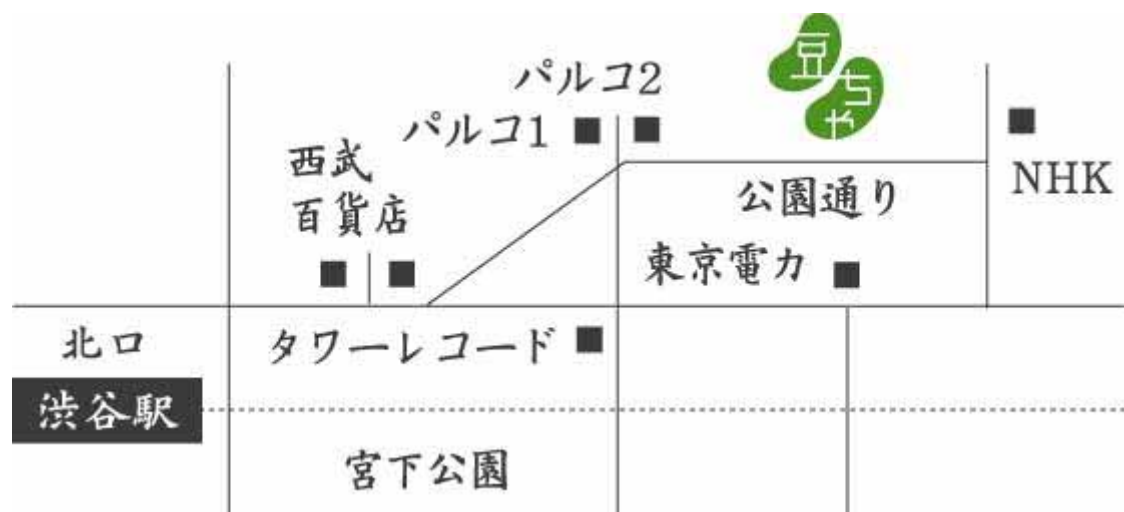 豆ちゃ
パルコ2
パルコ1
西武
百貨店
NHK
公園通り
東京電力
北口
タワーレコード
渋谷駅
宮下公園